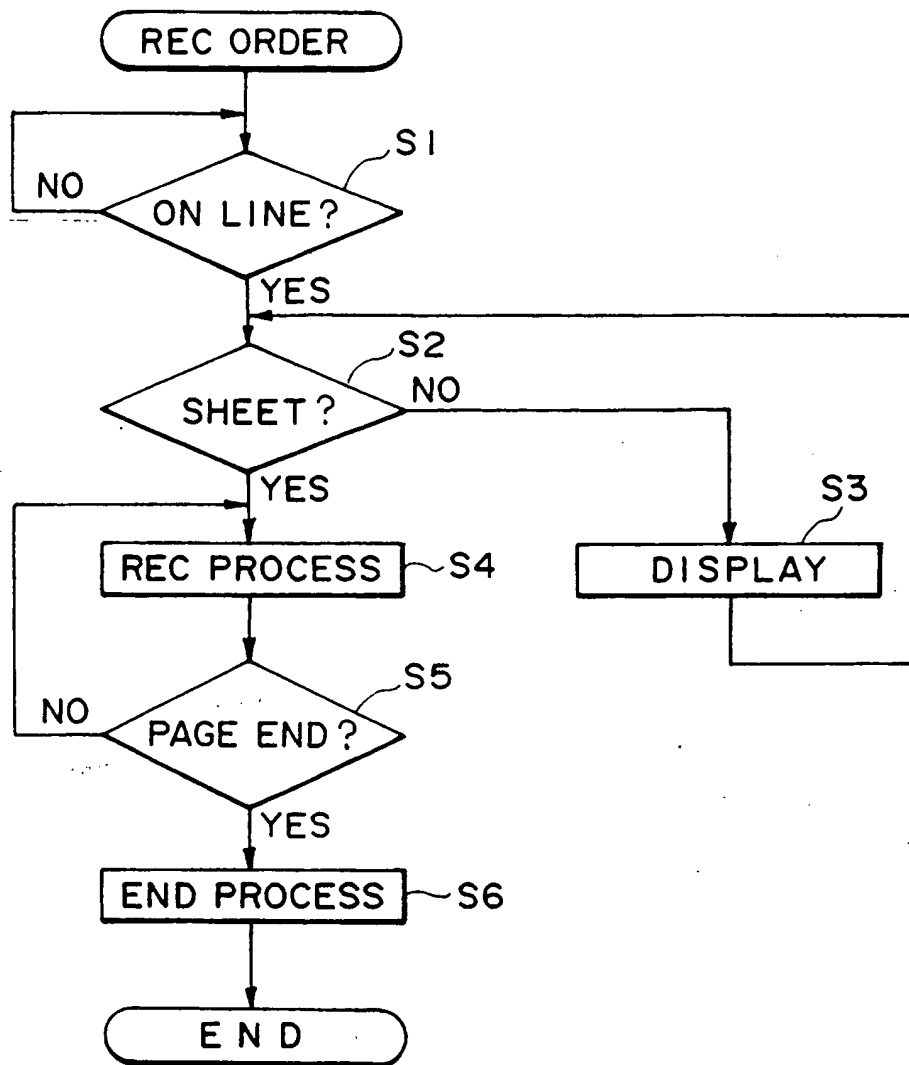 REC ORDER
S1
NO
ON LINE?
YES
S2
NO
SHEET?
YES
S3
REC PROCESS
S4
DISPLAY
S5
NO
PAGE END?
YES
END PROCESS
S6
END